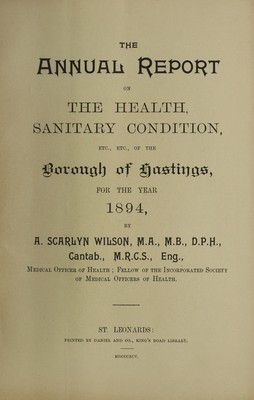 THE
ANNUAL REPORT
ON
THE HEALTH,
SANITARY CONDITION,
ETC., ETC., OF THE
Borough of Hastings,
FOR THE YEAR
1894,
BY
A. SCARLYN WILSON, M.A., M.B., D.P.H.,
Cantab., M.R.C.S., Eng.,
MEDICAL OFFICER OF HEALTH; FELLOW OF THE INCORPORATED SOCIETY
OF MEDICAL OFFICERS OF HEALTH.
ST. LEONARDS:
PRINTED BY DANIEL AND CO., KING'S ROAD LIBRARY.
MDCCCXCV.